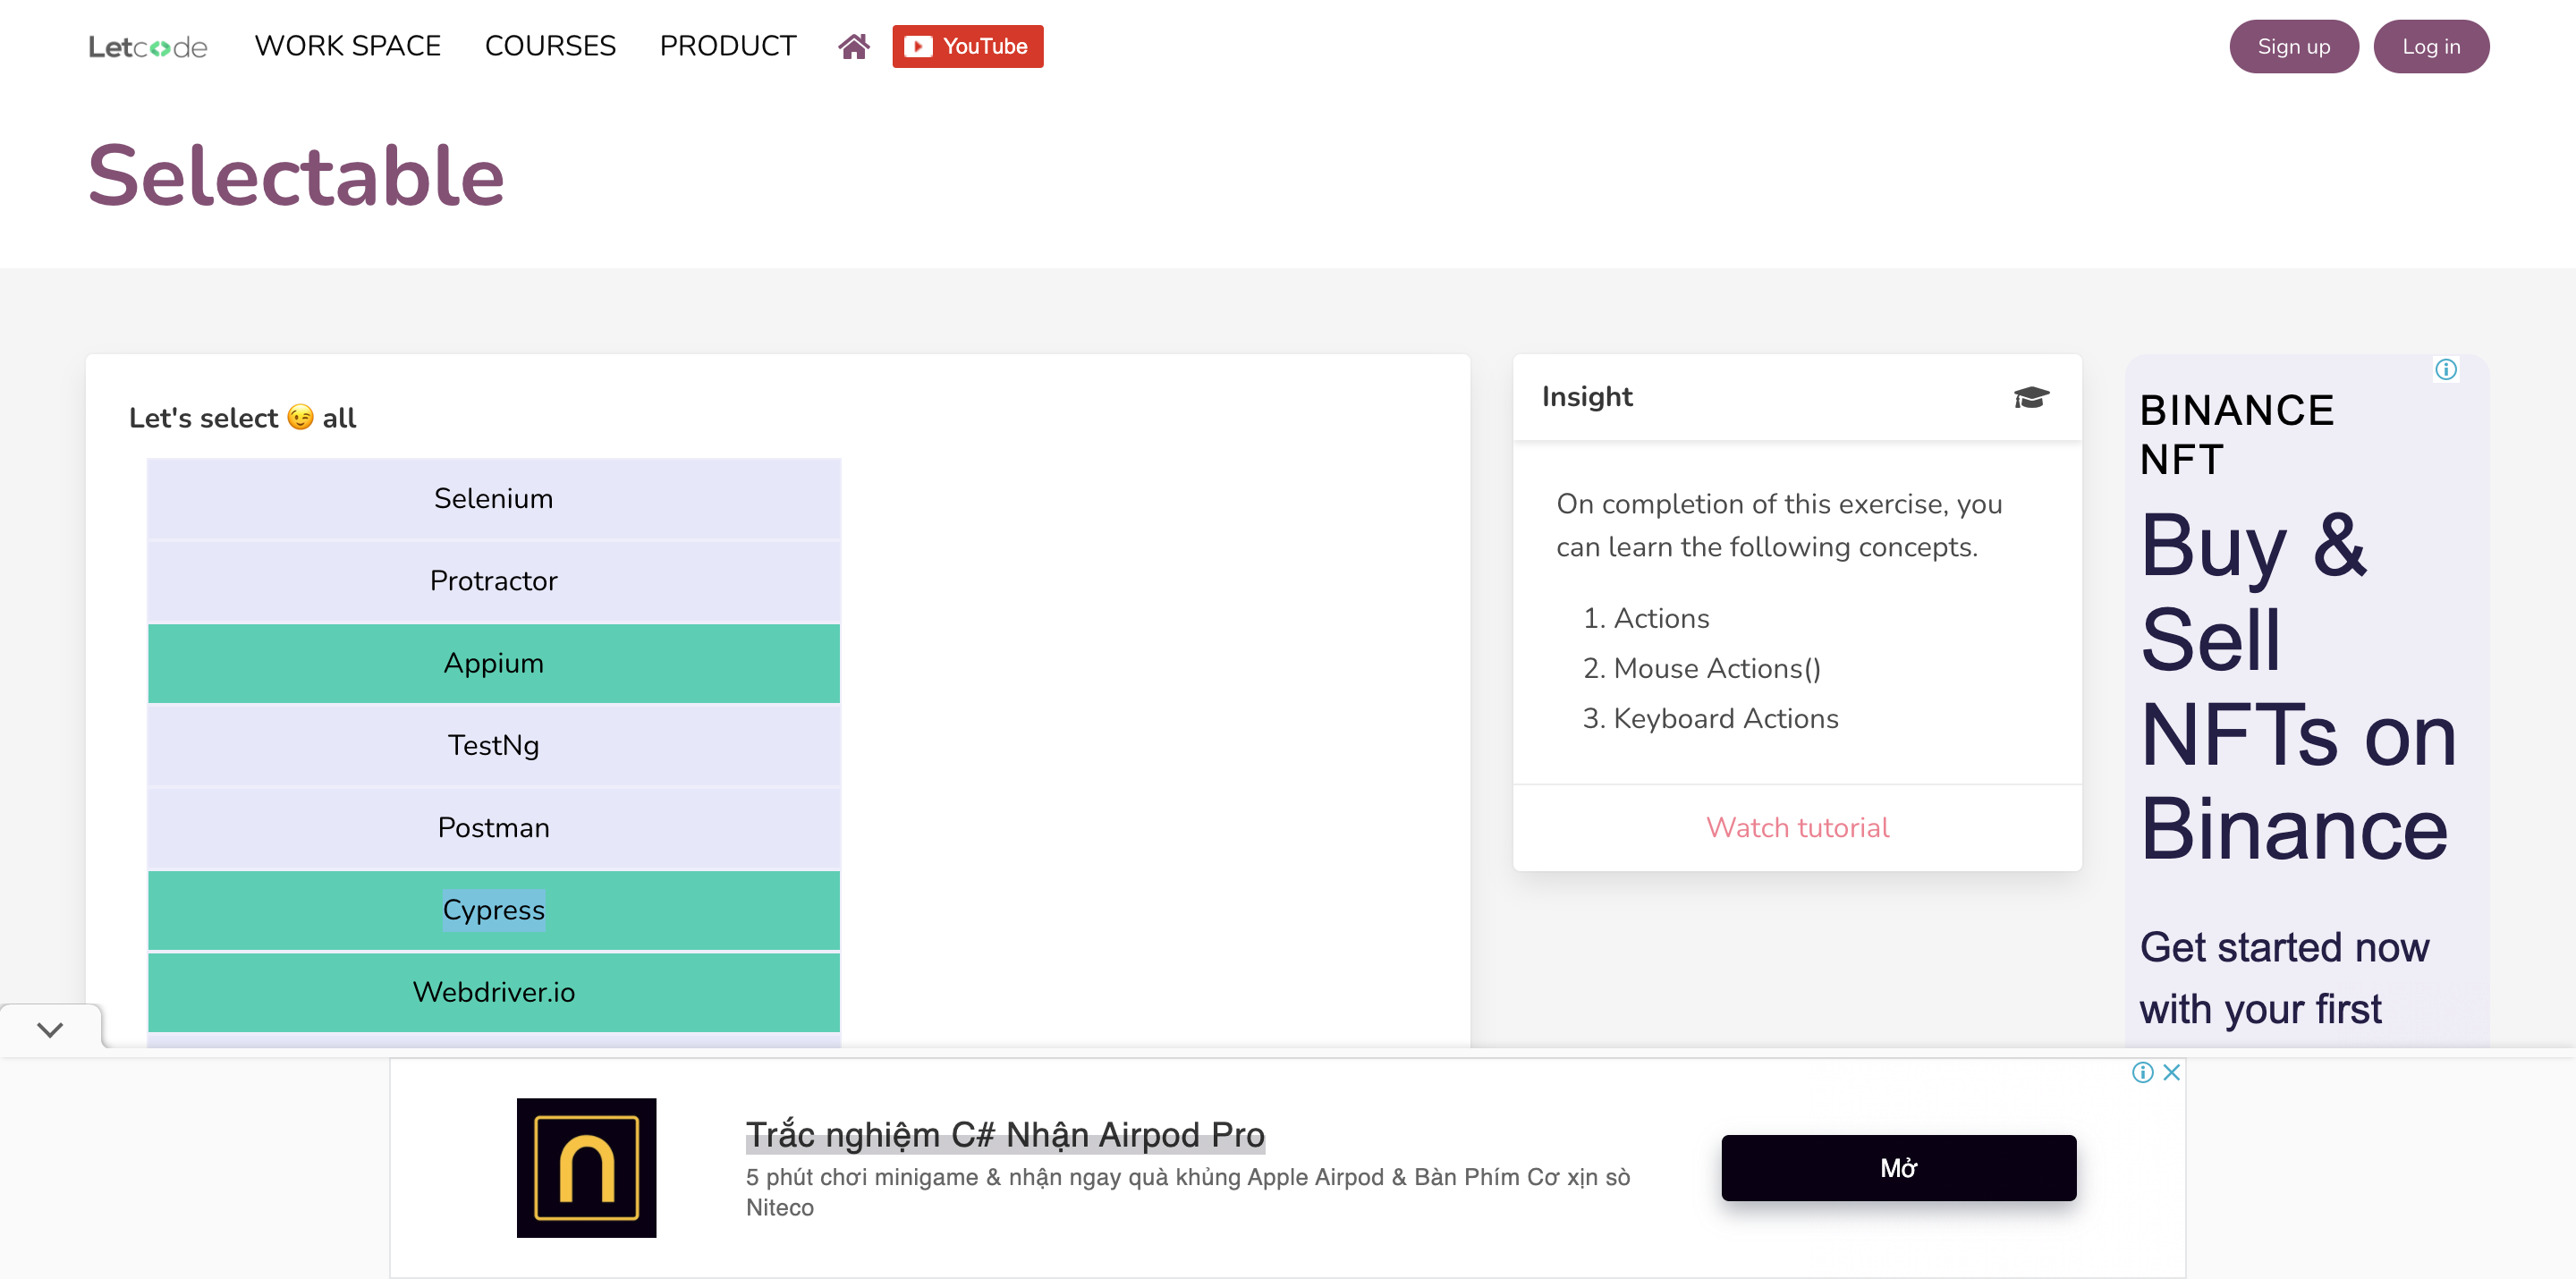 Letcode WORK SPACE COURSES PRODUCT YouTube Sign up Log in
Selectable
Let's select 😉 all
Selenium
Protractor
Appium
TestNg
Postman
Cypress
Webdriver.io
Insight
On completion of this exercise, you
can learn the following concepts.
1. Actions
2. Mouse Actions()
3. Keyboard Actions
Watch tutorial
BINANCE
NFT
Buy &
Sell
NFTs on
Binance
Get started now
with your first
Trắc nghiệm C# Nhận Airpod Pro
5 phút chơi minigame & nhận ngay quà khủng Apple Airpod & Bàn Phím Cơ xịn sò
Niteco
Mở